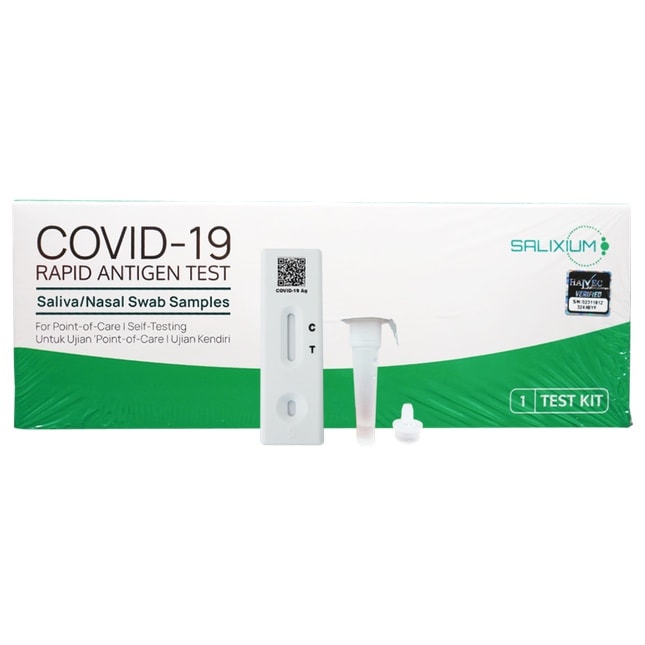 COVID-19
RAPID ANTIGEN TEST
Saliva/Nasal Swab Samples
For Point-of-Care | Self-Testing
Untuk Ujian 'Point-of-Care | Ujian Kendiri
COVID-19 Ag
C
T
SALIXIUM
VERIFIED
1 TEST KIT